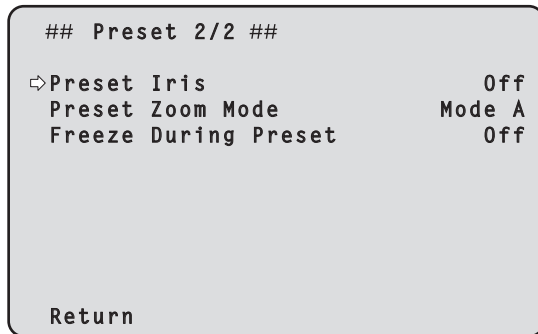 ## Preset 2/2 ##
⇨Preset Iris Off
Preset Zoom Mode Mode A
Freeze During Preset Off
Return